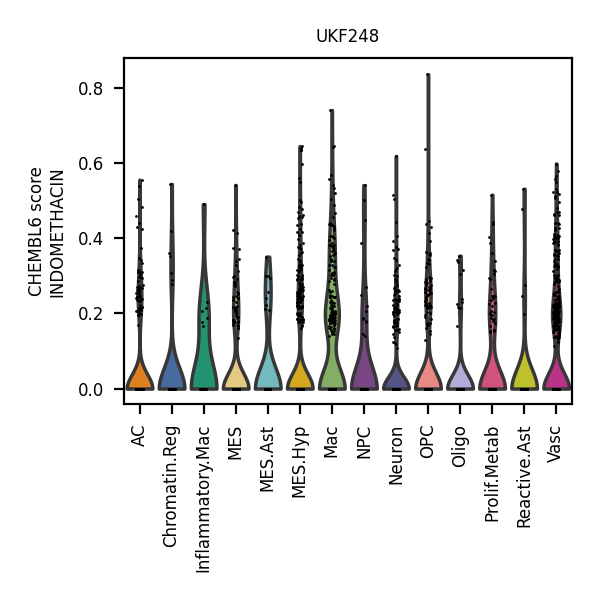 UKF248
CHEMBL6 score
INDOMETHACIN
0.8
0.6
0.4
0.2
0.0
AC
Chromatin.Reg
Inflammatory.Mac
MES
MES.Ast
MES.Hyp
Mac
NPC
Neuron
OPC
Oligo
Prolif.Metab
Reactive.Ast
Vasc